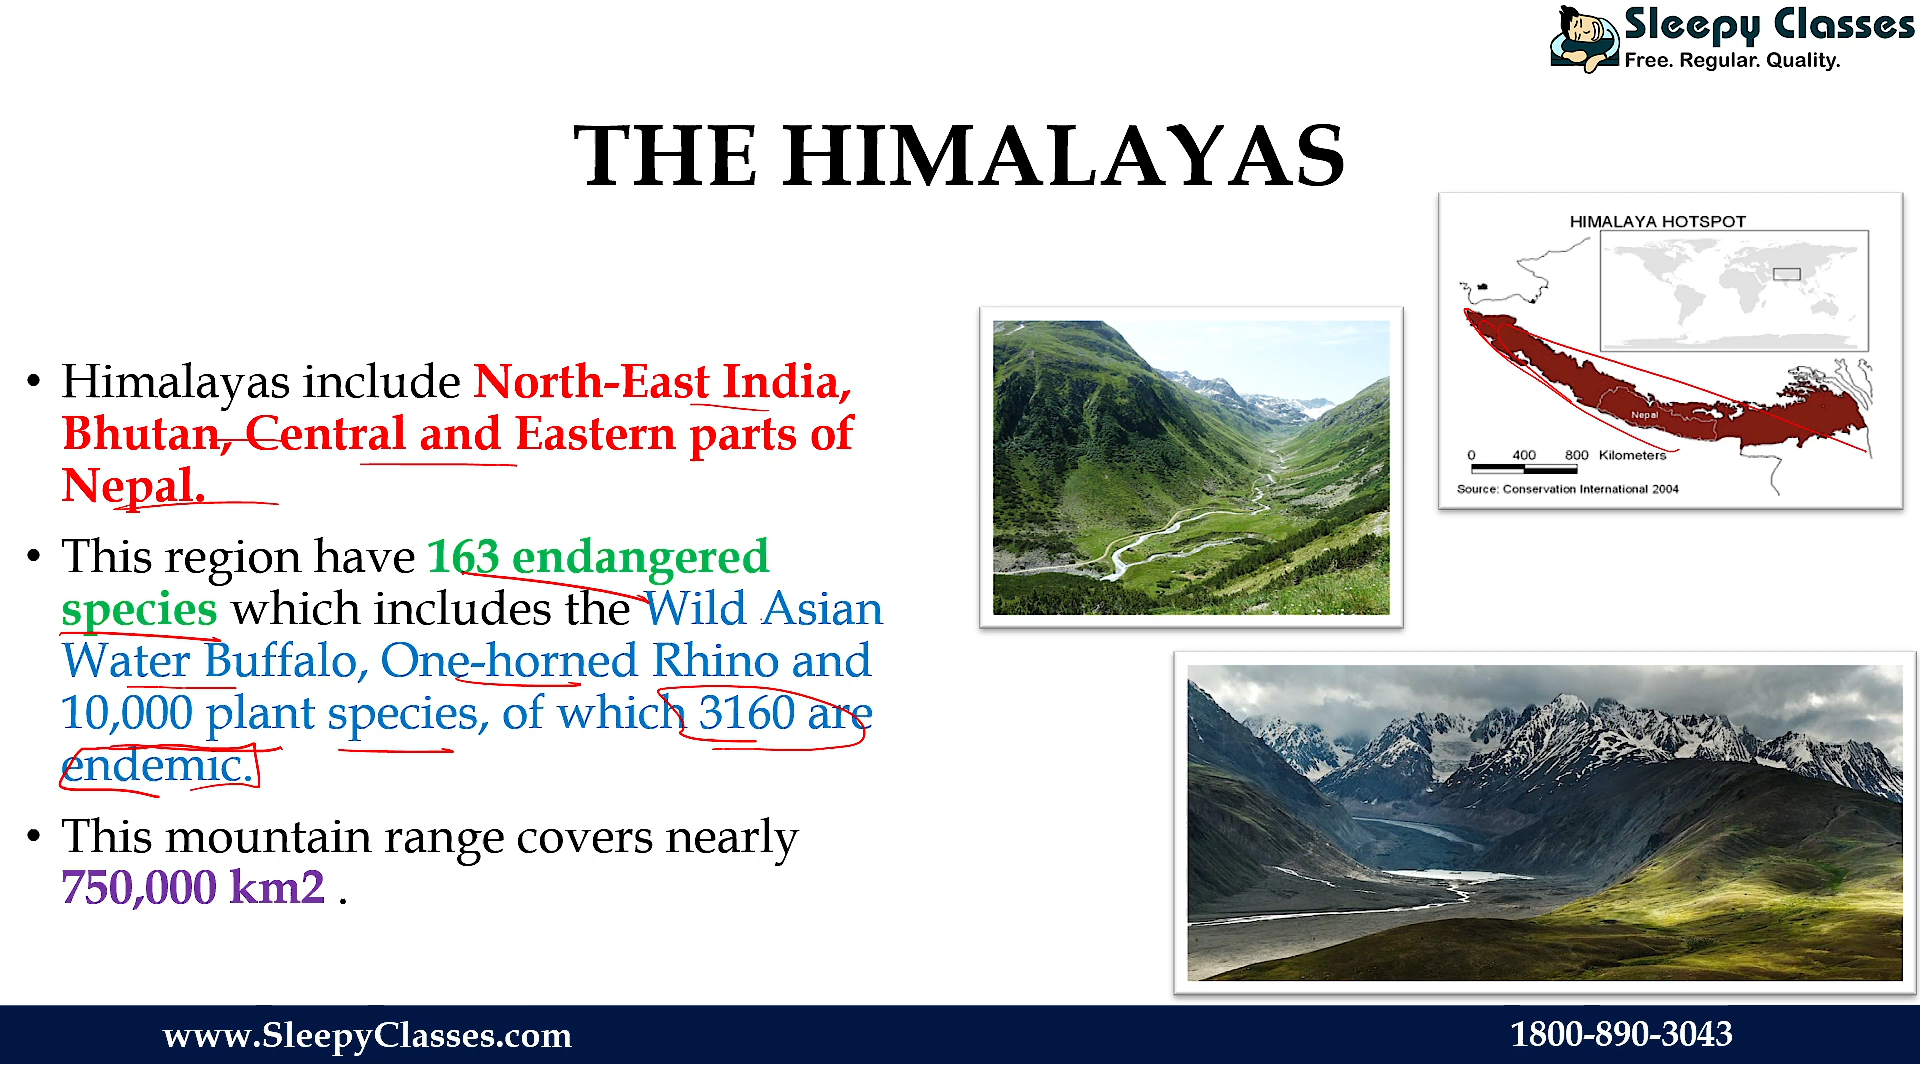 Sleepy Classes
Free. Regular. Quality.
THE HIMALAYAS
• Himalayas include North-East India,
Bhutan, Central and Eastern parts of
Nepal.
• This region have 163 endangered
species which includes the Wild Asian
Water Buffalo, One-horned Rhino and
10,000 plant species, of which 3160 are
endemic.
• This mountain range covers nearly
750,000 km2 .
HIMALAYA HOTSPOT
Nepal
0 400 800 Kilometers
Source: Conservation International 2004
www.SleepyClasses.com
1800-890-3043